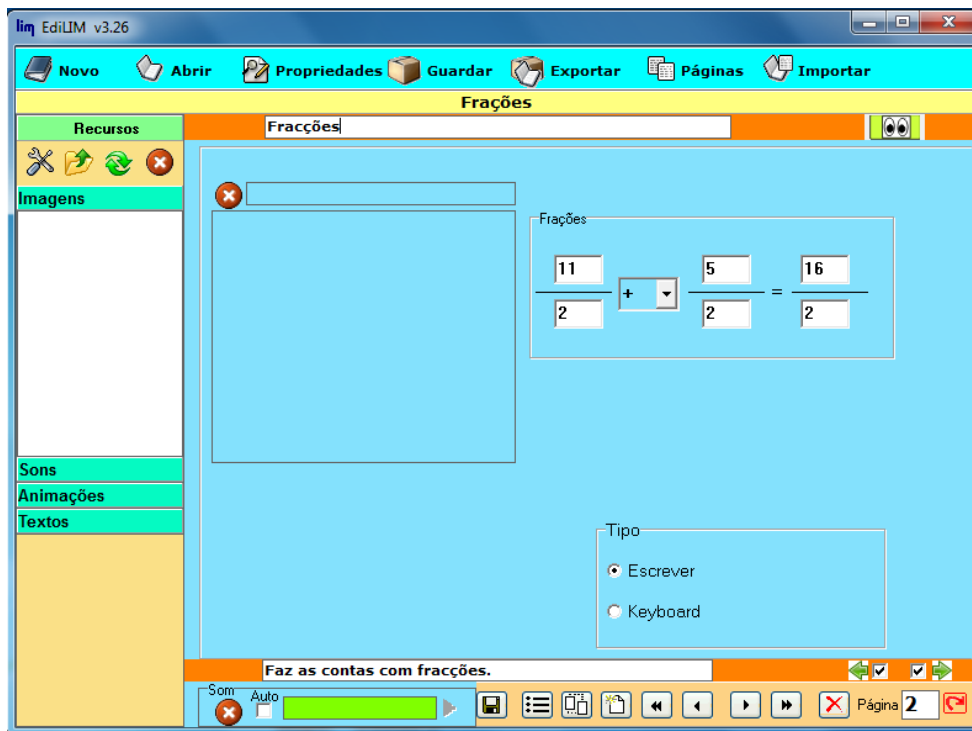 lim EdiLIM v3.26
Novo Abrir Propriedades Guardar Exportar Páginas Importar
Frações
Recursos
Fracções
Imagens
Frações
11 5 16
+ =
2 2 2
Sons
Animações
Textos
Tipo
Escrever
Keyboard
Faz as contas com fracções.
Som
Auto
Página 2